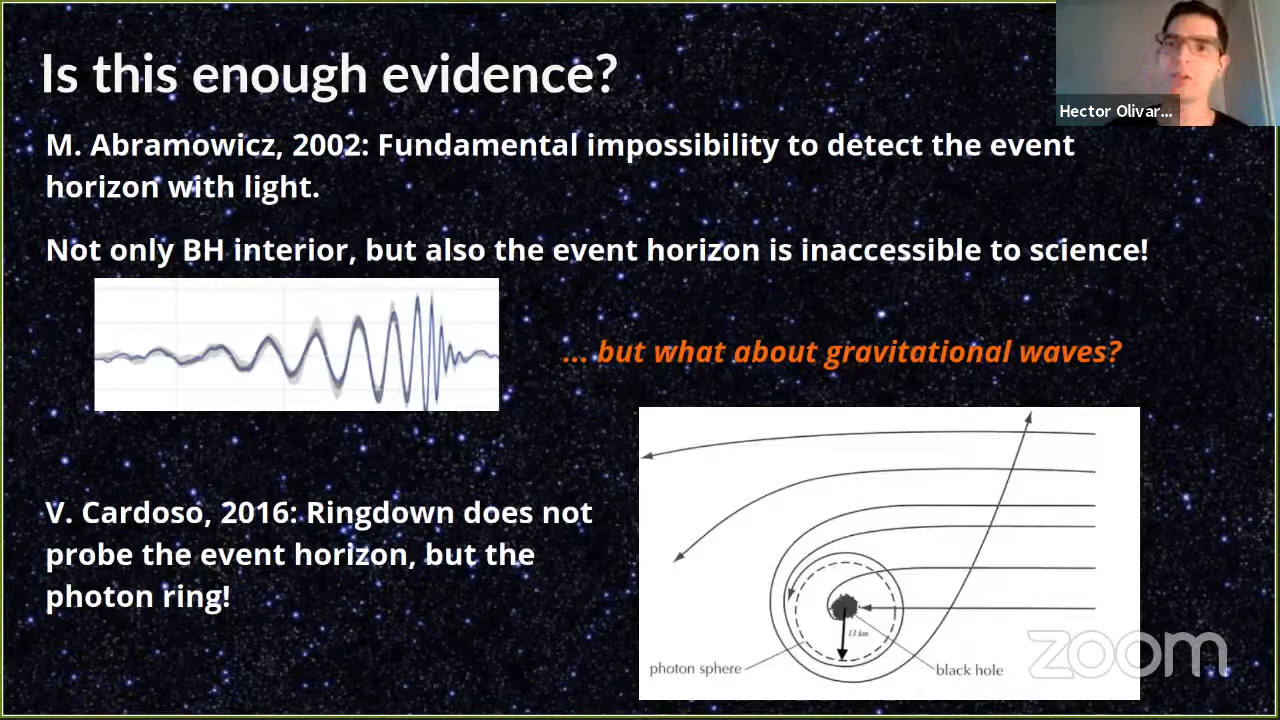 Is this enough evidence?
Hector Olivar...
M. Abramowicz, 2002: Fundamental impossibility to detect the event
horizon with light.
Not only BH interior, but also the event horizon is inaccessible to science!
... but what about gravitational waves?
V. Cardoso, 2016: Ringdown does not
probe the event horizon, but the
photon ring!
13 km
photon sphere
black hole
zoom